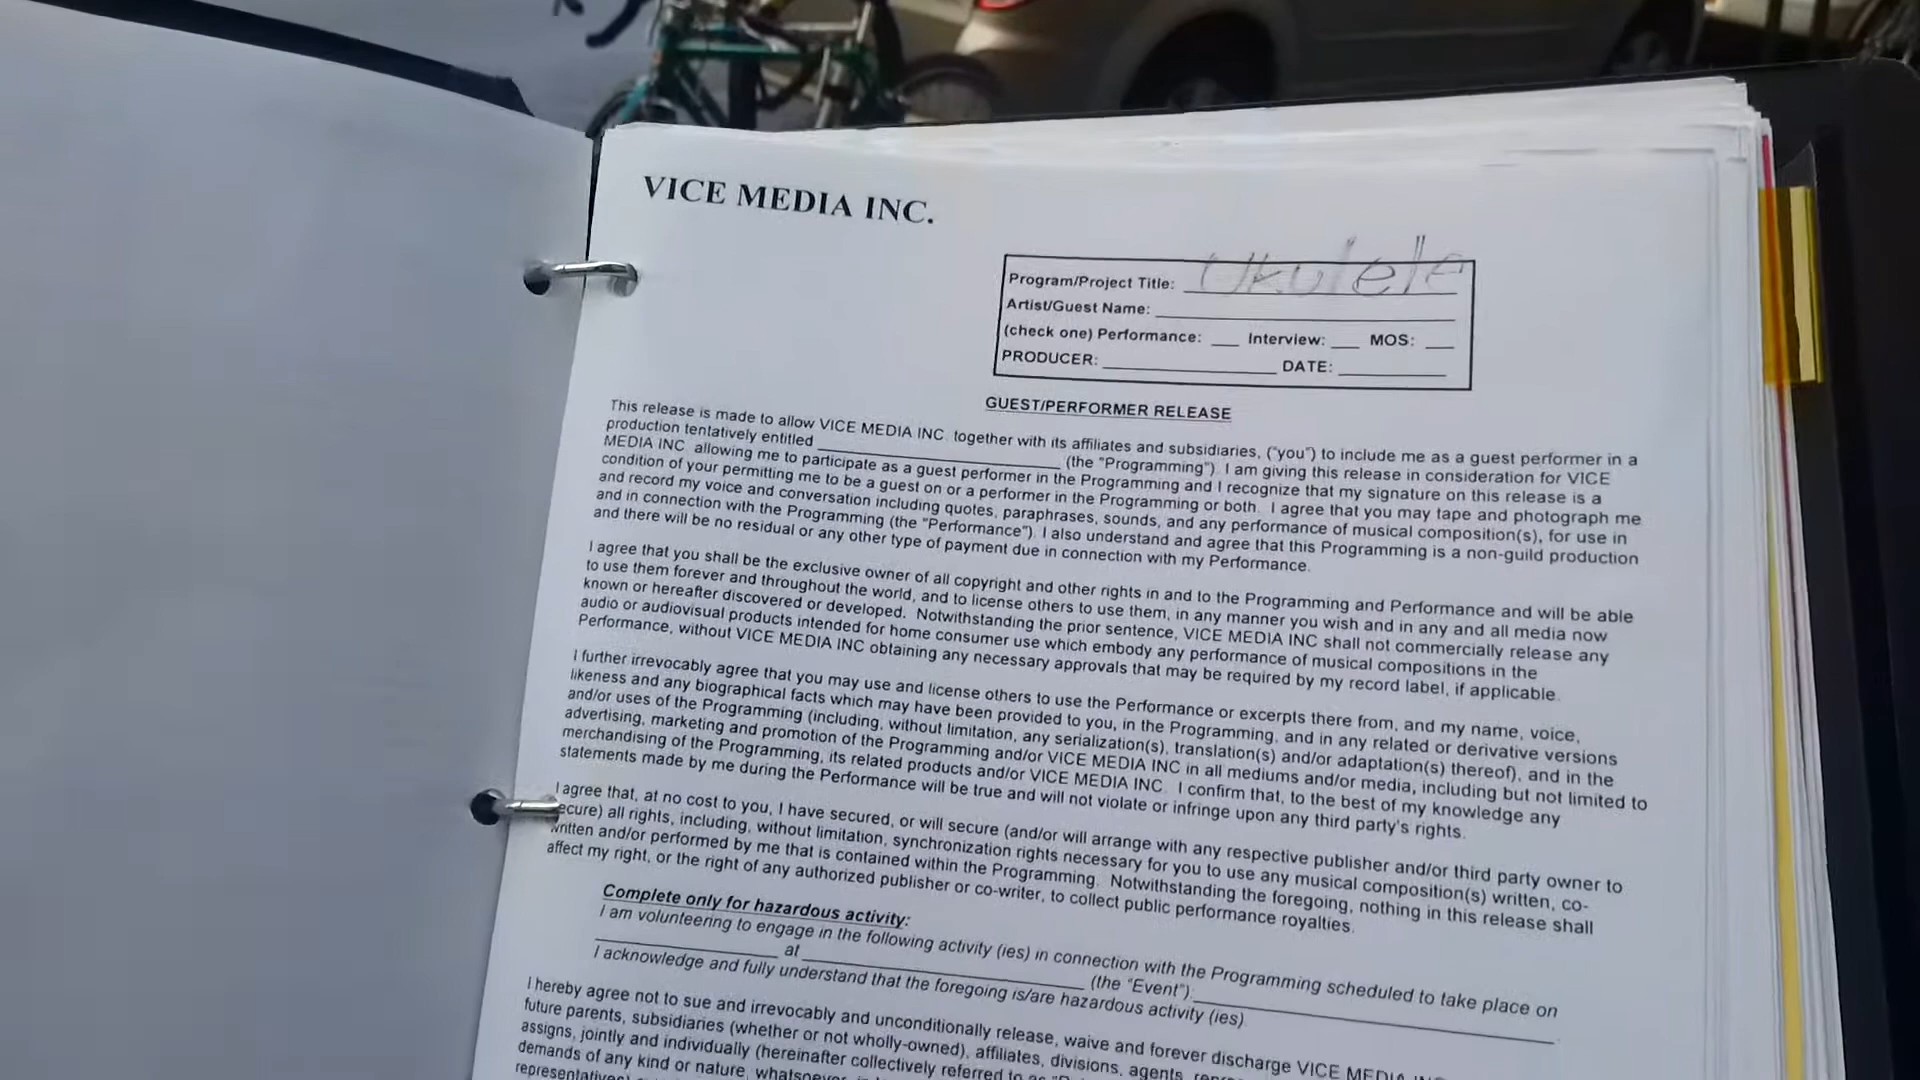 VICE MEDIA INC.
Program/Project Title: Ukulele
Artist/Guest Name:
(check one) Performance: Interview: MOS:
PRODUCER: DATE:
GUEST/PERFORMER RELEASE
This release is made to allow VICE MEDIA INC. together with its affiliates and subsidiaries, ("you") to include me as a guest performer in a
production tentatively entitled (the "Programming"). I am giving this release in consideration for VICE
MEDIA INC allowing me to participate as a guest performer in the Programming and I recognize that my signature on this release is a
condition of your permitting me to be a guest on or a performer in the Programming or both. I agree that you may tape and photograph me
and record my voice and conversation including quotes, paraphrases, sounds, and any performance of musical composition(s), for use in
and in connection with the Programming (the "Performance"). I also understand and agree that this Programming is a non-guild production
and there will be no residual or any other type of payment due in connection with my Performance.
I agree that you shall be the exclusive owner of all copyright and other rights in and to the Programming and Performance and will be able
to use them forever and throughout the world, and to license others to use them, in any manner you wish and in any and all media now
known or hereafter discovered or developed. Notwithstanding the prior sentence, VICE MEDIA INC shall not commercially release any
audio or audiovisual products intended for home consumer use which embody any performance of musical compositions in the
Performance, without VICE MEDIA INC obtaining any necessary approvals that may be required by my record label, if applicable.
I further irrevocably agree that you may use and license others to use the Performance or excerpts there from, and my name, voice,
likeness and any biographical facts which may have been provided to you, in the Programming, and in any related or derivative versions
and/or uses of the Programming (including, without limitation, any serialization(s), translation(s) and/or adaptation(s) thereof), and in the
advertising, marketing and promotion of the Programming and/or VICE MEDIA INC in all mediums and/or media, including but not limited to
merchandising of the Programming, its related products and/or VICE MEDIA INC. I confirm that, to the best of my knowledge any
statements made by me during the Performance will be true and will not violate or infringe upon any third party's rights.
I agree that, at no cost to you, I have secured, or will secure (and/or will arrange with any respective publisher and/or third party owner to
ecure) all rights, including, without limitation, synchronization rights necessary for you to use any musical composition(s) written, co-
written and/or performed by me that is contained within the Programming. Notwithstanding the foregoing, nothing in this release shall
affect my right, or the right of any authorized publisher or co-writer, to collect public performance royalties.
Complete only for hazardous activity:
I am volunteering to engage in the following activity (ies) in connection with the Programming scheduled to take place on
at (the "Event"):
I acknowledge and fully understand that the foregoing is/are hazardous activity (ies)
I hereby agree not to sue and irrevocably and unconditionally release, waive and forever discharge VICE MEDIA INC
future parents, subsidiaries (whether or not wholly-owned), affiliates, divisions, agents,
assigns, jointly and individually (hereinafter collectively referred to as
demands of any kind or nature, whatsoever,